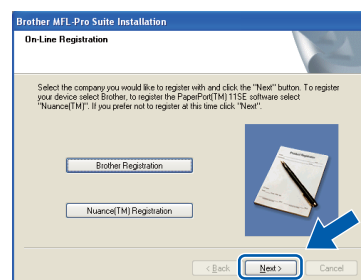 Brother MFL-Pro Suite Installation
On-Line Registration
Select the company you would like to register with and click the "Next" button. To register
your device select Brother, to register the PaperPort(TM) 11SE software select
"Nuance(TM)". If you prefer not to register at this time click "Next".
Brother Registration
Nuance(TM) Registration
< Back
Next >
Cancel